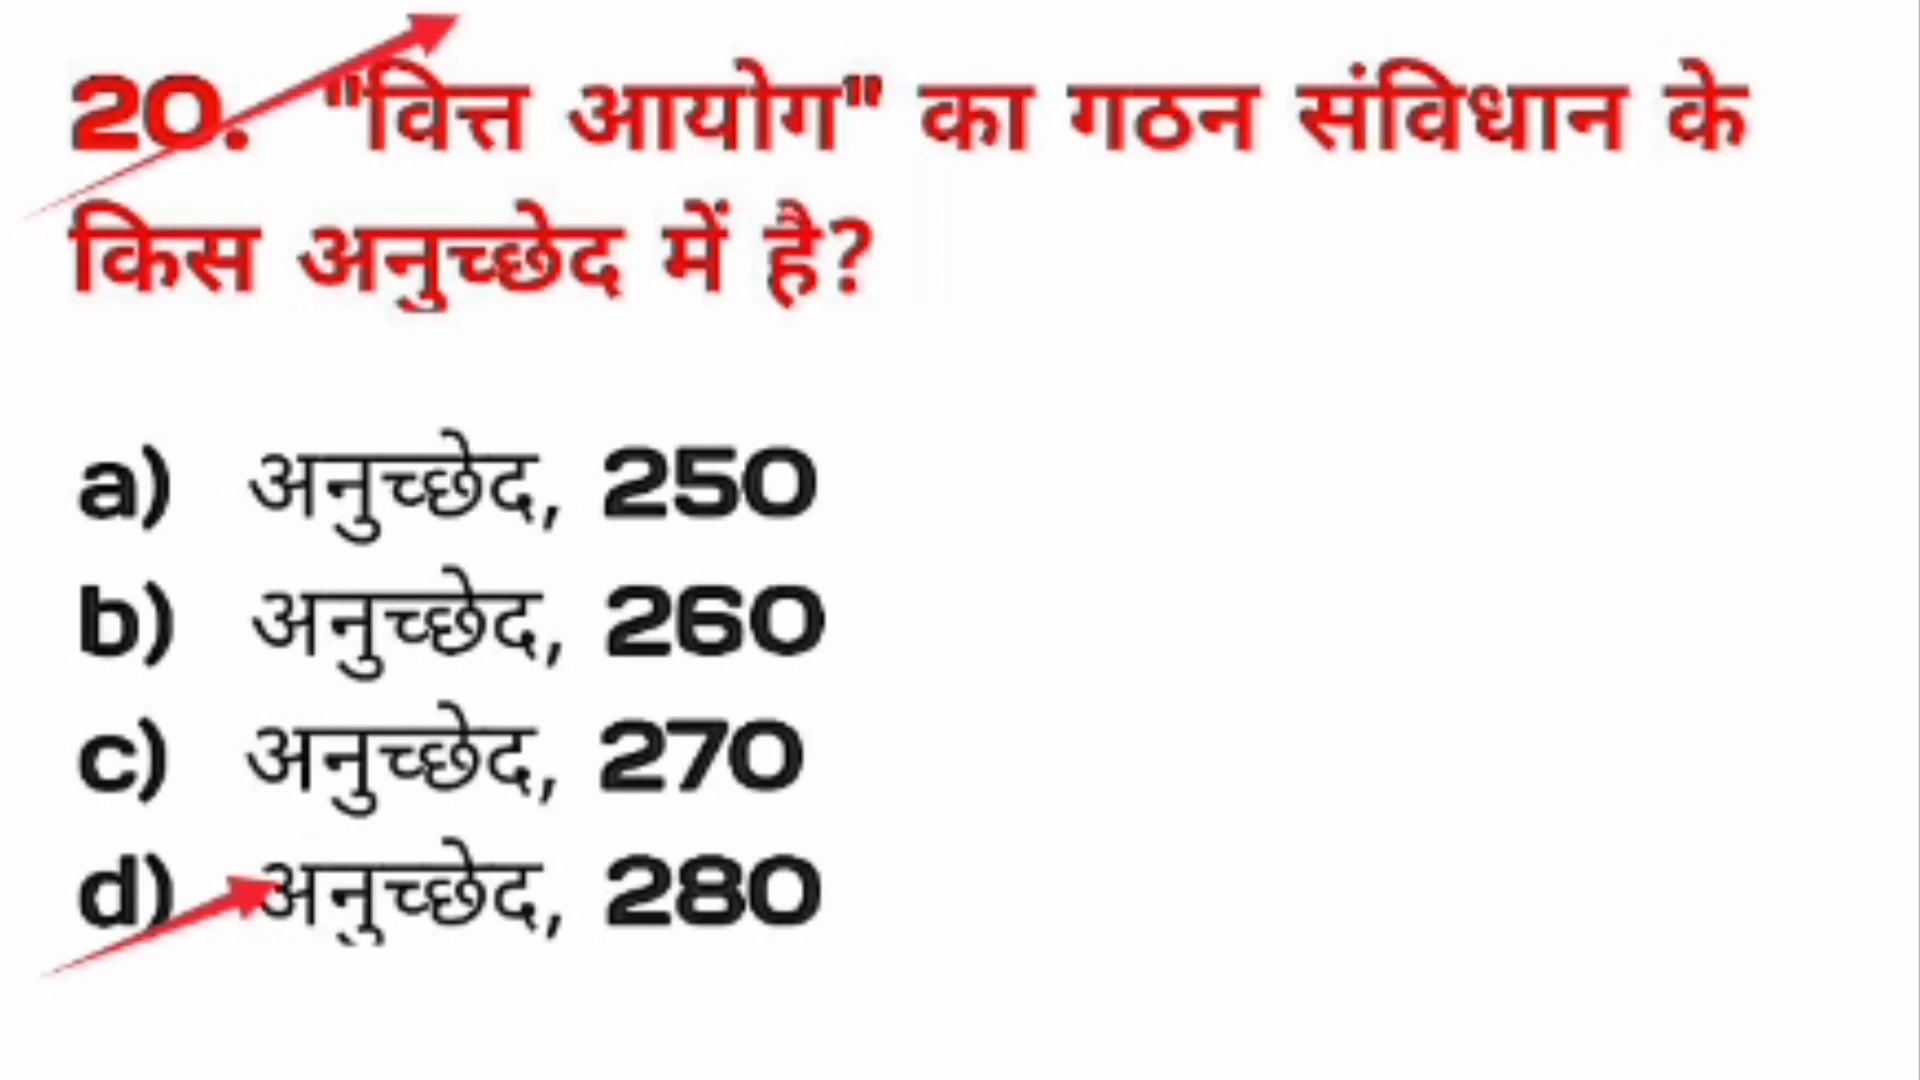 20. "वित्त आयोग" का गठन संविधान के
किस अनुच्छेद में है?
a) अनुच्छेद, 250
b) अनुच्छेद, 260
c) अनुच्छेद, 270
d) अनुच्छेद, 280